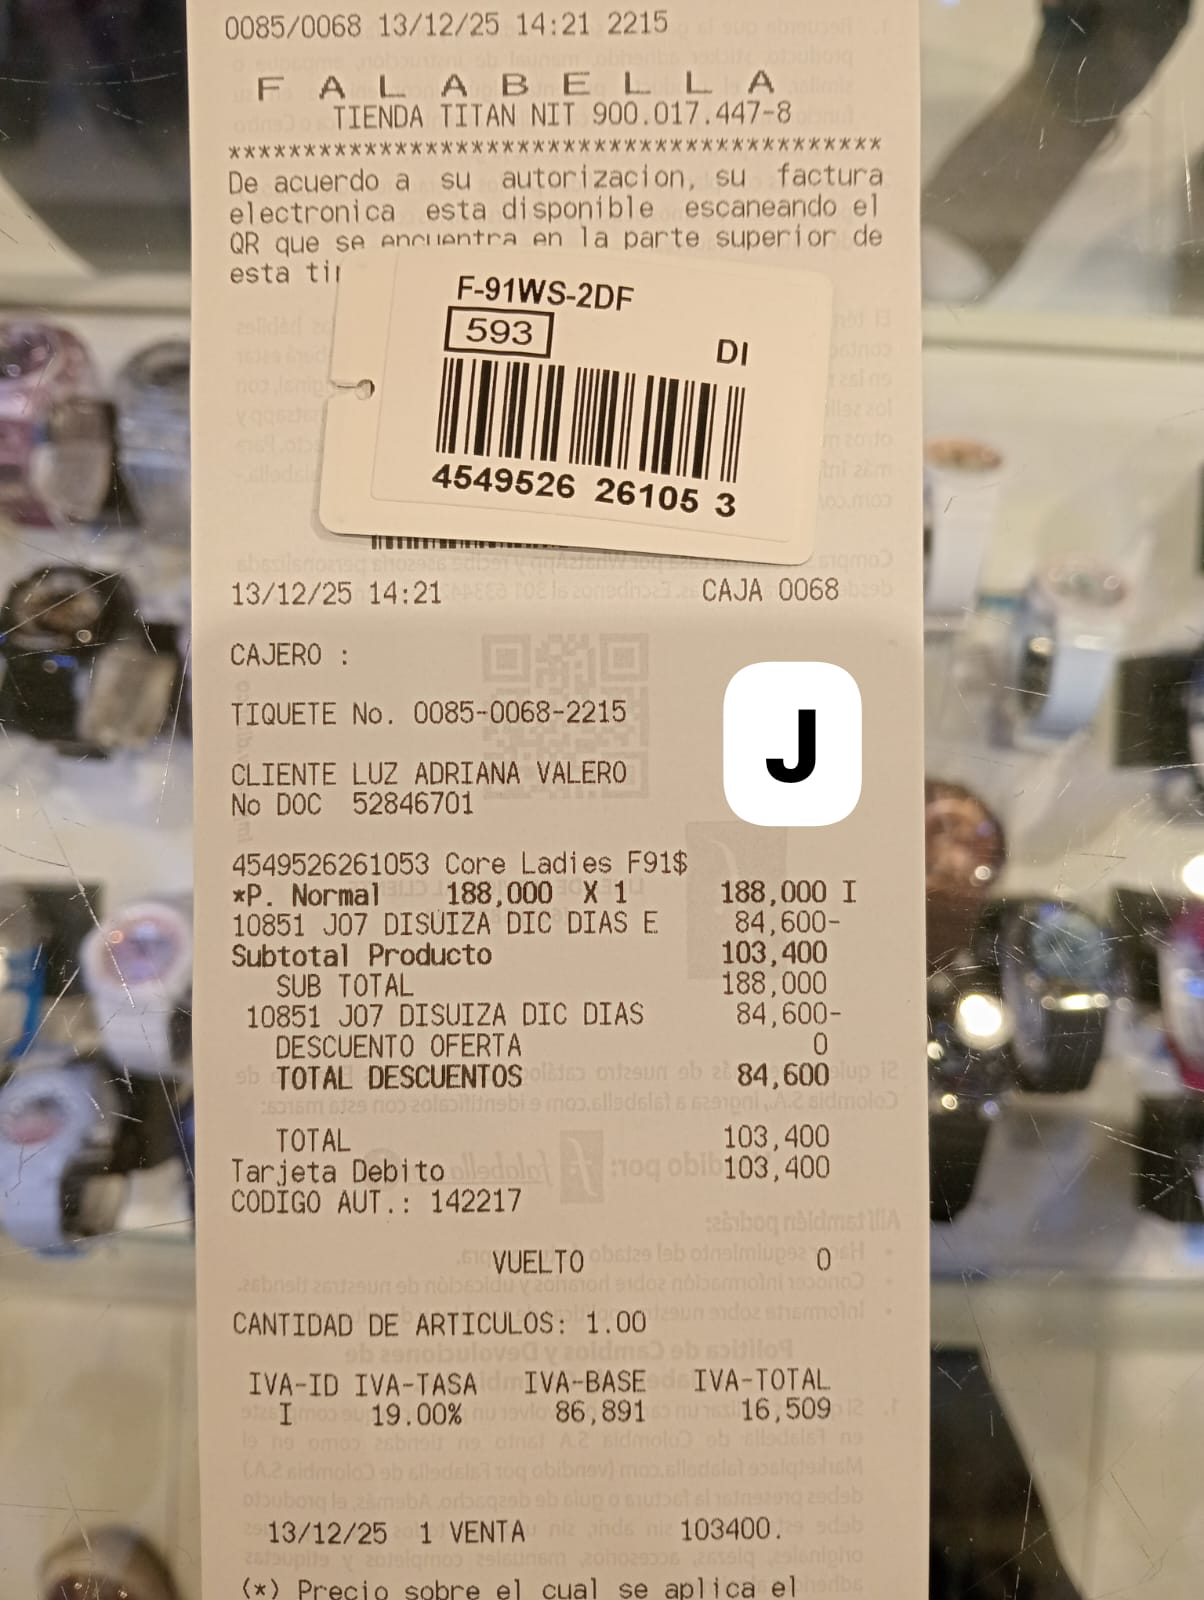 0085/0068 13/12/25 14:21 2215
F A L A B E L L A
TIENDA TITAN NIT 900.017.447-8
*******************************************
De acuerdo a su autorizacion, su factura
electronica esta disponible escaneando el
QR que se encuentra en la parte superior de
esta
F-91WS-2DF
593
DI
4549526 26105 3
13/12/25 14:21 CAJA 0068
CAJERO :
TIQUETE No. 0085-0068-2215
J
CLIENTE LUZ ADRIANA VALERO
No DOC 52846701
4549526261053 Core Ladies F91$
*P. Normal 188,000 X 1 188,000 I
10851 J07 DISUIZA DIC DIAS E 84,600-
Subtotal Producto 103,400
SUB TOTAL 188,000
10851 J07 DISUIZA DIC DIAS 84,600-
DESCUENTO OFERTA 0
TOTAL DESCUENTOS 84,600
TOTAL 103,400
Tarjeta Debito 103,400
CODIGO AUT.: 142217
VUELTO 0
CANTIDAD DE ARTICULOS: 1.00
IVA-ID IVA-TASA IVA-BASE IVA-TOTAL
I 19.00% 86,891 16,509
13/12/25 1 VENTA 103400.
(*) Precio sobre el cual se aplica el